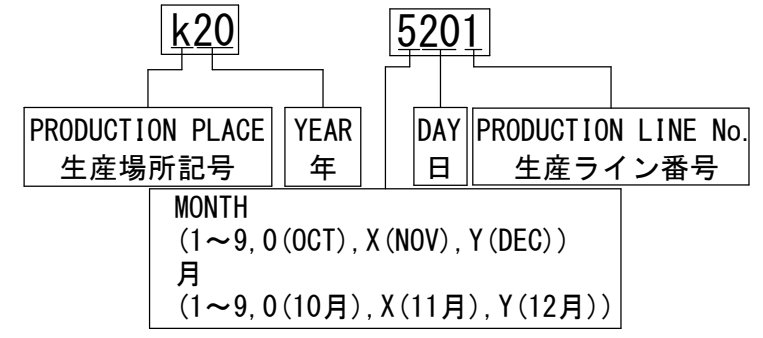 k20
5201
PRODUCTION PLACE
生産場所記号
YEAR
年
DAY
日
PRODUCTION LINE No.
生産ライン番号
MONTH
(1～9,0(OCT),X(NOV),Y(DEC))
月
(1～9,0(10月),X(11月),Y(12月))